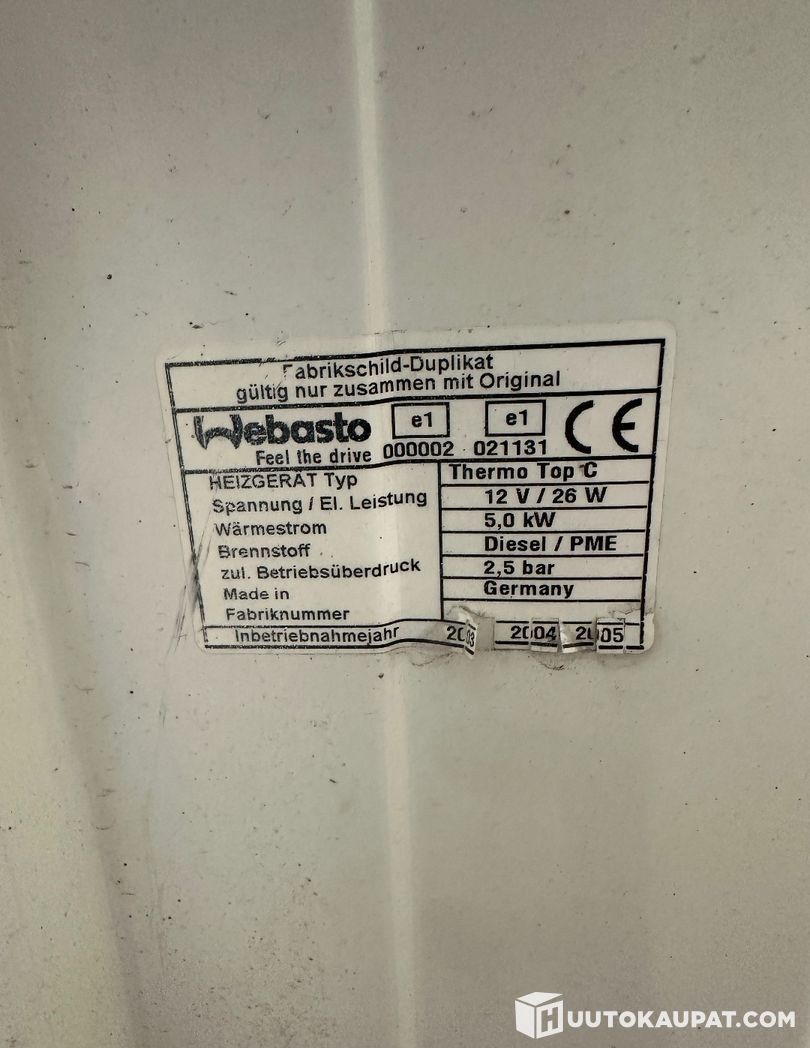 Fabrikschild-Duplikat
gültig nur zusammen mit Original
Webasto e1 e1 CE
Feel the drive 000002 021131
HEIZGERÄT Typ Thermo Top C
Spannung / El. Leistung 12 V / 26 W
Wärmestrom 5,0 kW
Brennstoff Diesel / PME
zul. Betriebsüberdruck 2,5 bar
Made in Germany
Fabriknummer
Inbetriebnahmejahr 2003 2004 2005
HUUTOKAUPAT.COM